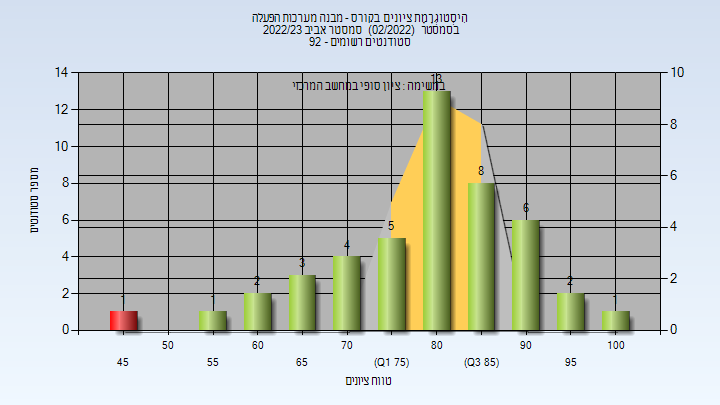 היסטוגרמת ציונים בקורס - מבנה מערכות הפעלה
בסמסטר (02/2022) סמסטר אביב 2022/23
סטודנטים רשומים - 92
במשימה : ציון סופי במחשב המרכזי
14 12 10 8 6 4 2 0
10 8 6 4 2 0
מספר סטודנטים
1 1 2 3 4 5 13 8 6 2 1
45 50 55 60 65 70 (Q1 75) 80 (Q3 85) 90 95 100
טווח ציונים